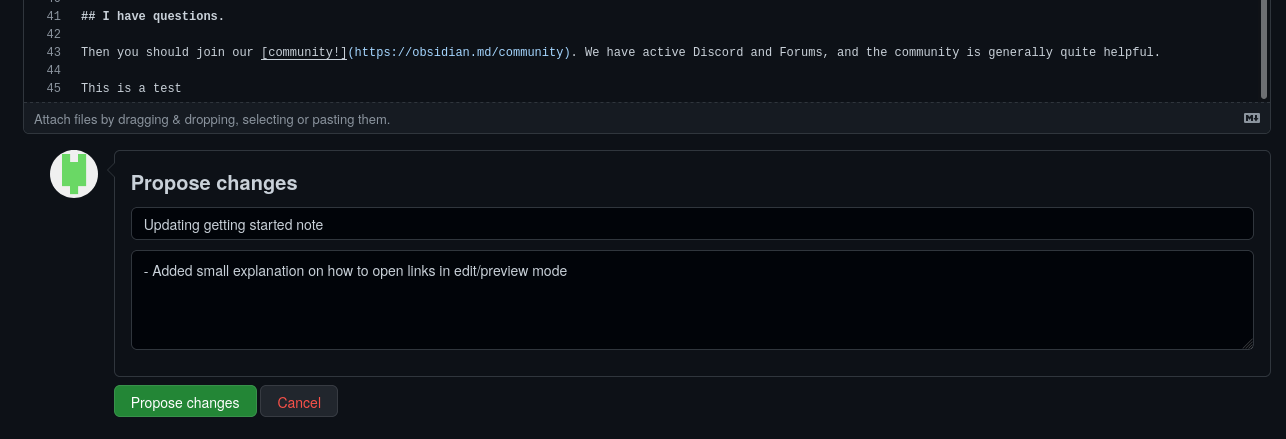 41 ## I have questions.
42
43 Then you should join our [community!](https://obsidian.md/community). We have active Discord and Forums, and the community is generally quite helpful.
44
45 This is a test
Attach files by dragging & dropping, selecting or pasting them.
Propose changes
Updating getting started note
- Added small explanation on how to open links in edit/preview mode
Propose changes Cancel